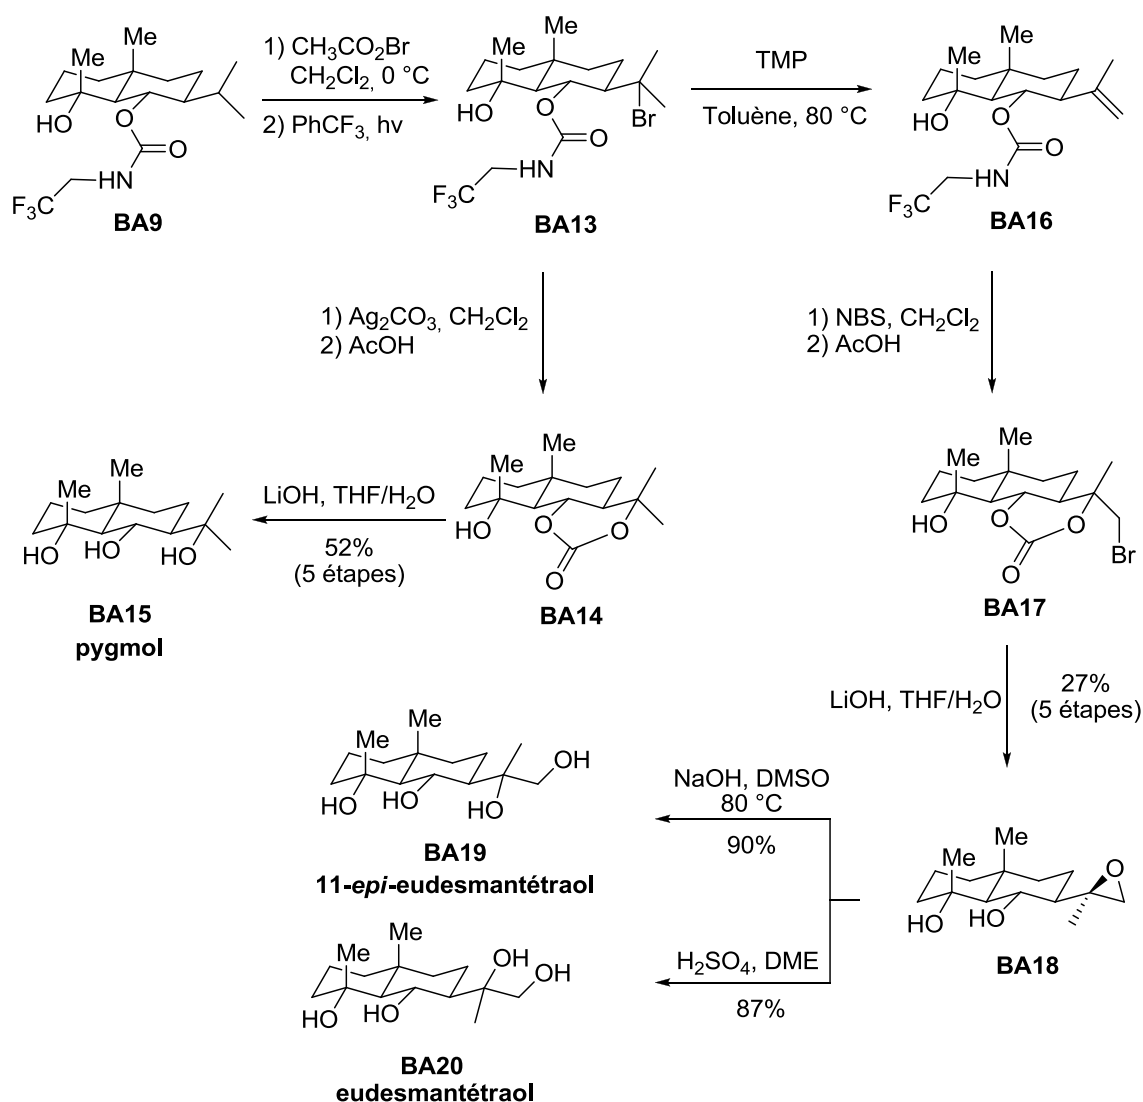 1) CH3CO2Br
CH2Cl2, 0 °C
2) PhCF3, hv
TMP
Toluène, 80 °C
Me
Me
HO
O
O
HN
F3C
BA9
Me
Me
HO
O
Br
O
HN
F3C
BA13
Me
Me
HO
O
O
HN
F3C
BA16
1) Ag2CO3, CH2Cl2
2) AcOH
1) NBS, CH2Cl2
2) AcOH
Me
Me
HO
HO
HO
BA15
pygmol
LiOH, THF/H2O
52%
(5 étapes)
Me
Me
HO
O
O
O
BA14
Me
Me
HO
O
O
Br
O
BA17
LiOH, THF/H2O
27%
(5 étapes)
Me
Me
OH
HO
HO
HO
BA19
11-epi-eudesmantétraol
NaOH, DMSO
80 °C
90%
Me
Me
O
HO
HO
BA18
H2SO4, DME
87%
Me
Me
OH
OH
HO
HO
BA20
eudesmantétraol